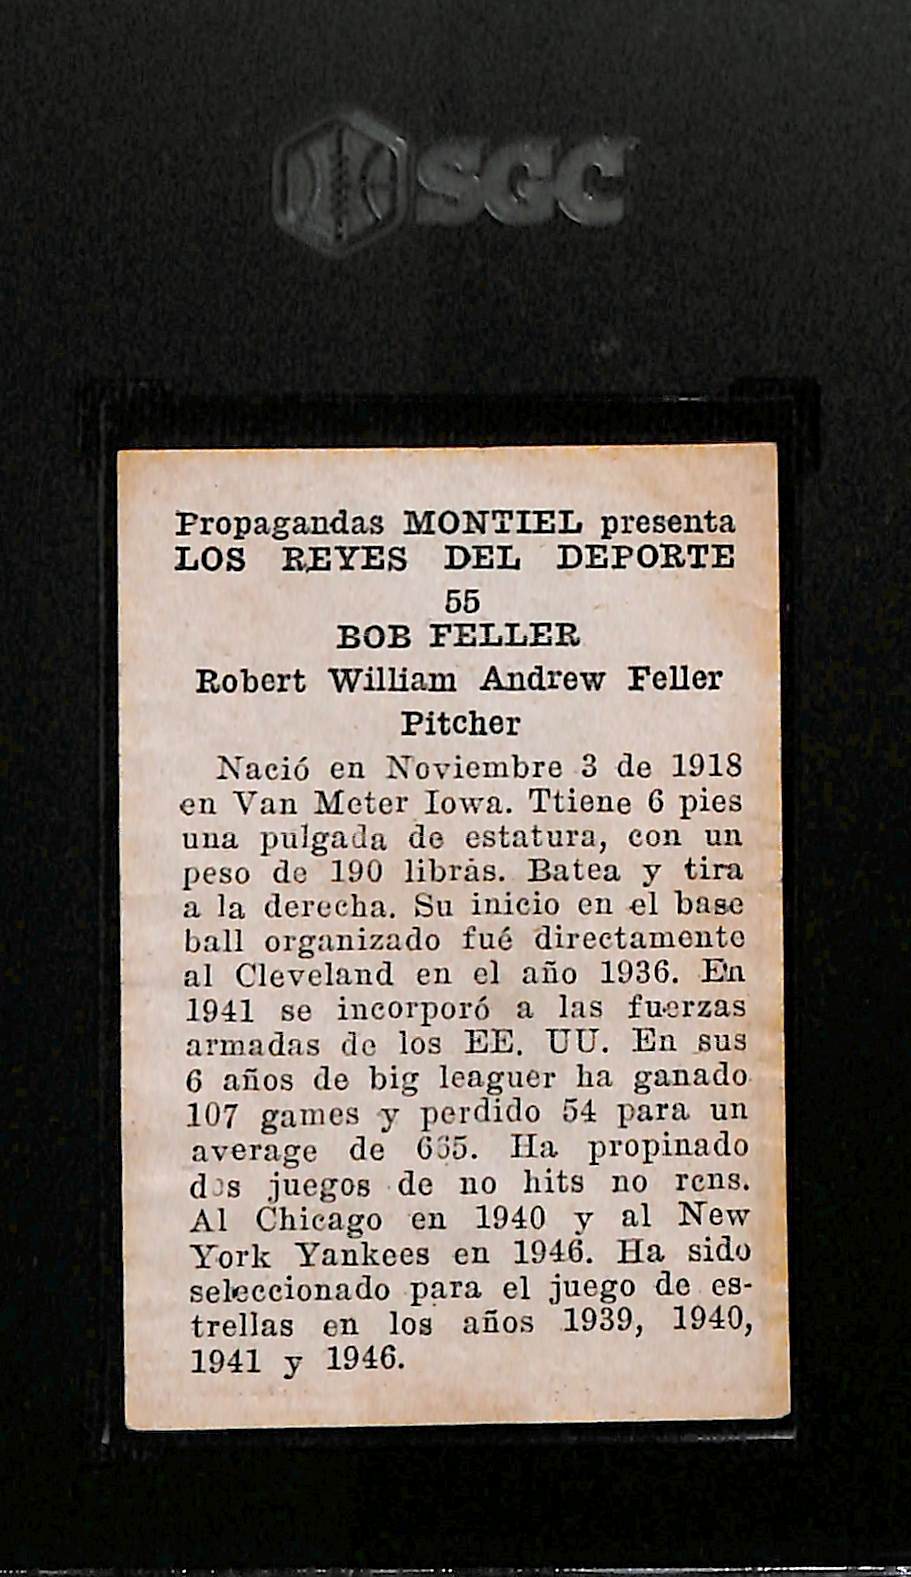 SGC
Propagandas MONTIEL presenta
LOS REYES DEL DEPORTE
55
BOB FELLER
Robert William Andrew Feller
Pitcher
Nació en Noviembre 3 de 1918
en Van Meter Iowa. Ttiene 6 pies
una pulgada de estatura, con un
peso de 190 libras. Batea y tira
a la derecha. Su inicio en el base
ball organizado fué directamente
al Cleveland en el año 1936. En
1941 se incorporó a las fuerzas
armadas de los EE. UU. En sus
6 años de big leaguer ha ganado
107 games y perdido 54 para un
average de 665. Ha propinado
dos juegos de no hits no rens.
Al Chicago en 1940 y al New
York Yankees en 1946. Ha sido
seleccionado para el juego de es-
trellas en los años 1939, 1940,
1941 y 1946.